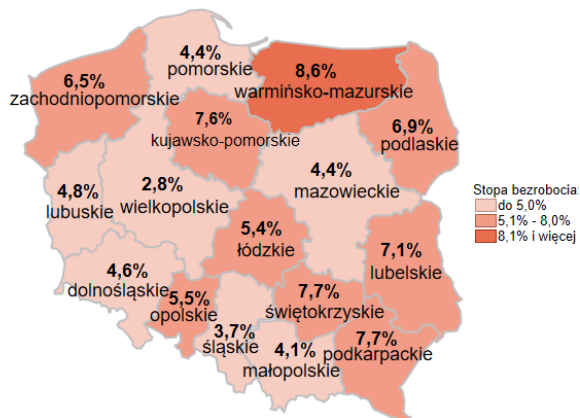 4,4%
pomorskie
8,6%
warmińsko-mazurskie
6,5%
zachodniopomorskie
7,6%
kujawsko-pomorskie
6,9%
podlaskie
4,8%
lubuskie
2,8%
wielkopolskie
4,4%
mazowieckie
Stopa bezrobocia:
do 5,0%
5,1% - 8,0%
8,1% i więcej
5,4%
łódzkie
7,1%
lubelskie
4,6%
dolnośląskie
5,5%
opolskie
3,7%
śląskie
7,7%
świętokrzyskie
4,1%
małopolskie
7,7%
podkarpackie